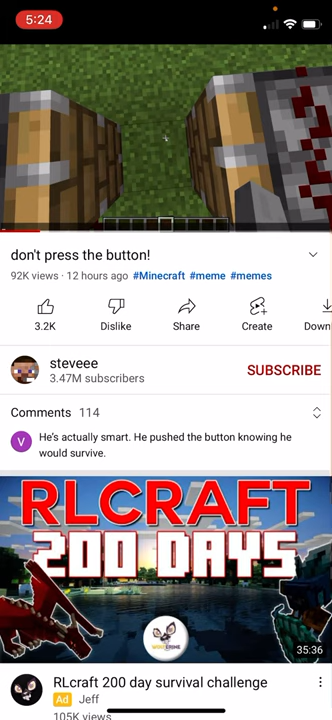 5:24
don't press the button!
92K views · 12 hours ago #Minecraft #meme #memes
3.2K Dislike Share Create Down
steveee
3.47M subscribers
SUBSCRIBE
Comments 114
V He's actually smart. He pushed the button knowing he
would survive.
RLCRAFT
200 DAYS
35:36
RLcraft 200 day survival challenge
Ad Jeff
105K views